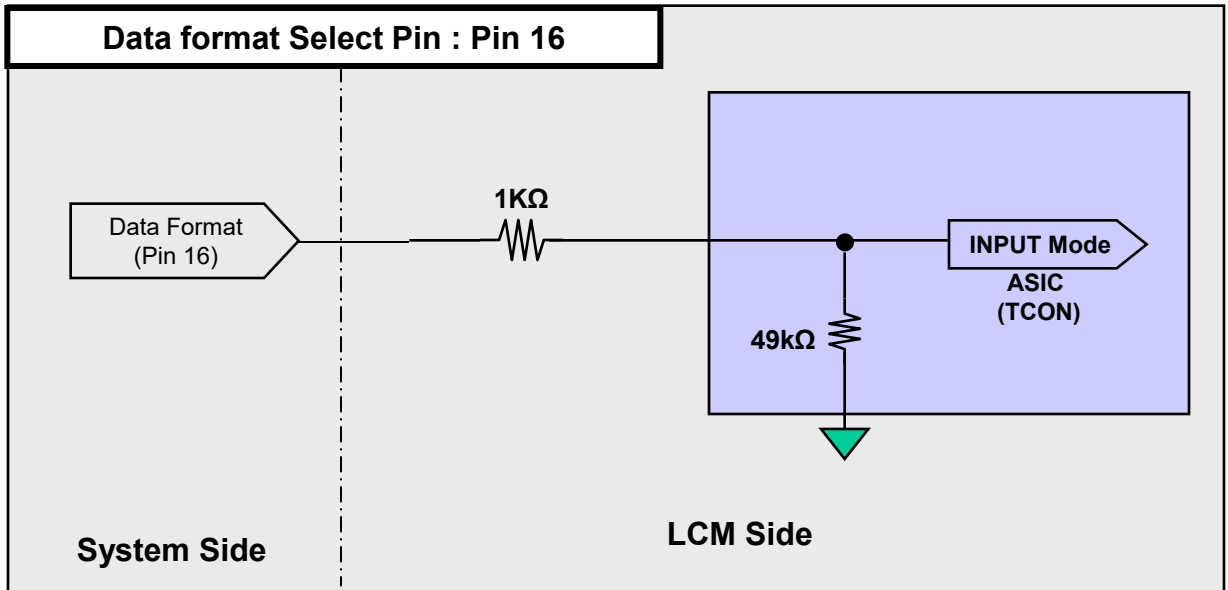 Data format Select Pin : Pin 16
1KΩ
Data Format
(Pin 16)
INPUT Mode
ASIC
(TCON)
49kΩ
System Side
LCM Side